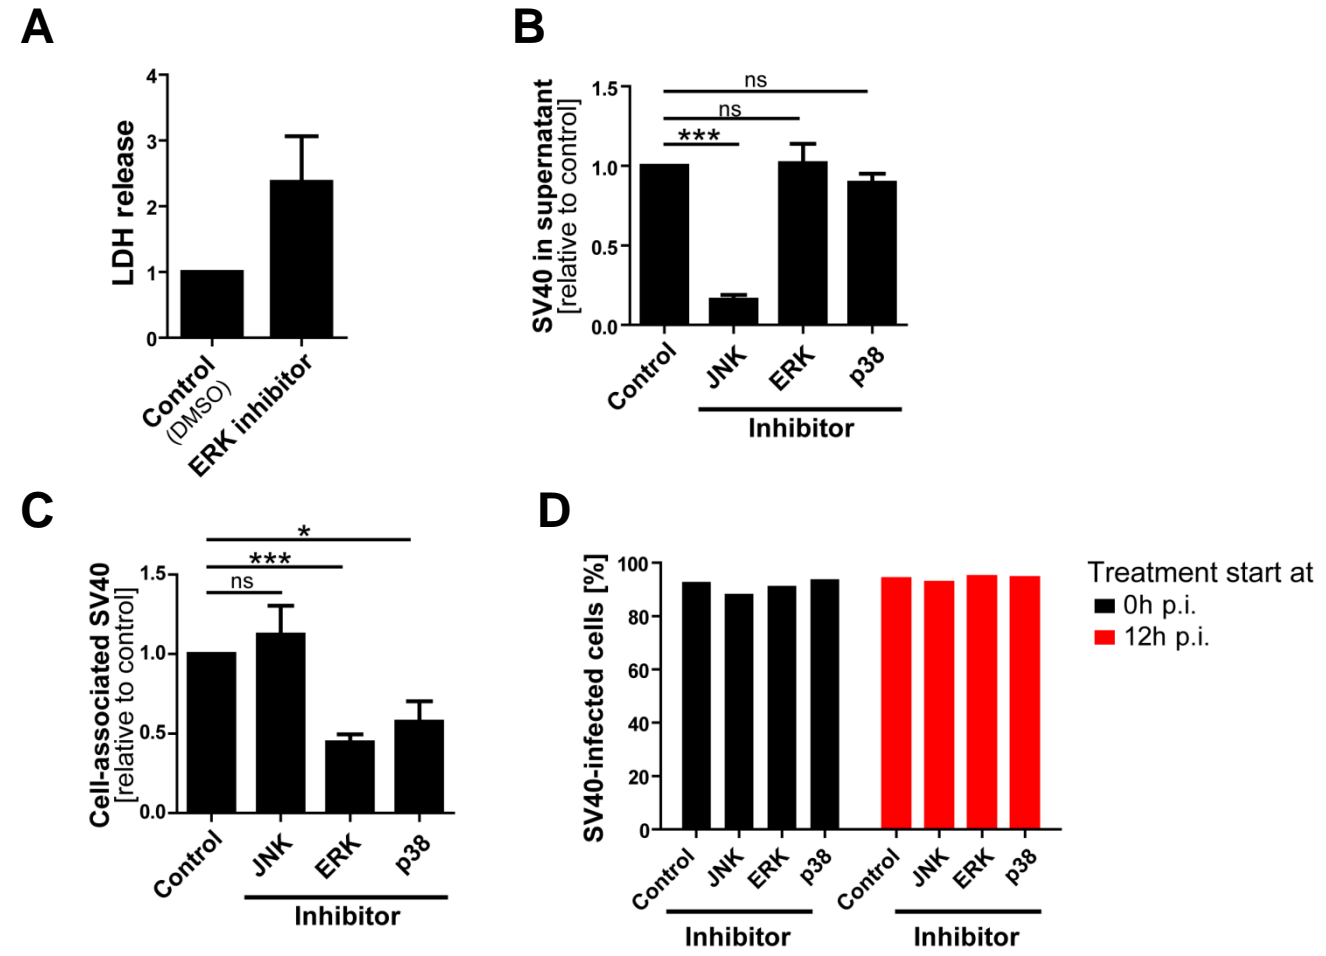 A
4
3
2
1
0
LDH release
Control
(DMSO)
ERK inhibitor
B
1.5
1.0
0.5
0.0
SV40 in supernatant
[relative to control]
ns
ns
***
Control
JNK
ERK
p38
Inhibitor
C
1.5
1.0
0.5
0.0
Cell-associated SV40
[relative to control]
*
***
ns
Control
JNK
ERK
p38
Inhibitor
D
100
80
60
40
20
0
SV40-infected cells [%]
Control
JNK
ERK
p38
Inhibitor
Control
JNK
ERK
p38
Inhibitor
Treatment start at
0h p.i.
12h p.i.